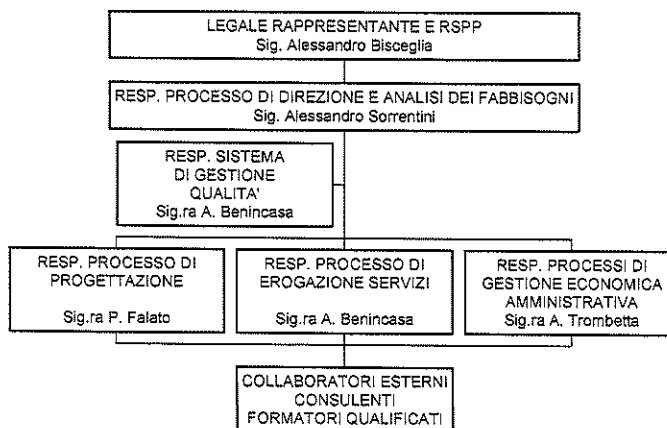 LEGALE RAPPRESENTANTE E RSPP
Sig. Alessandro Bisceglia
RESP. PROCESSO DI DIREZIONE E ANALISI DEI FABBISOGNI
Sig. Alessandro Sorrentini
RESP. SISTEMA
DI GESTIONE
QUALITA'
Sig.ra A. Benincasa
RESP. PROCESSO DI
PROGETTAZIONE
Sig.ra P. Falato
RESP. PROCESSO DI
EROGAZIONE SERVIZI
Sig.ra A. Benincasa
RESP. PROCESSI DI
GESTIONE ECONOMICA
AMMINISTRATIVA
Sig.ra A. Trombetta
COLLABORATORI ESTERNI
CONSULENTI
FORMATORI QUALIFICATI